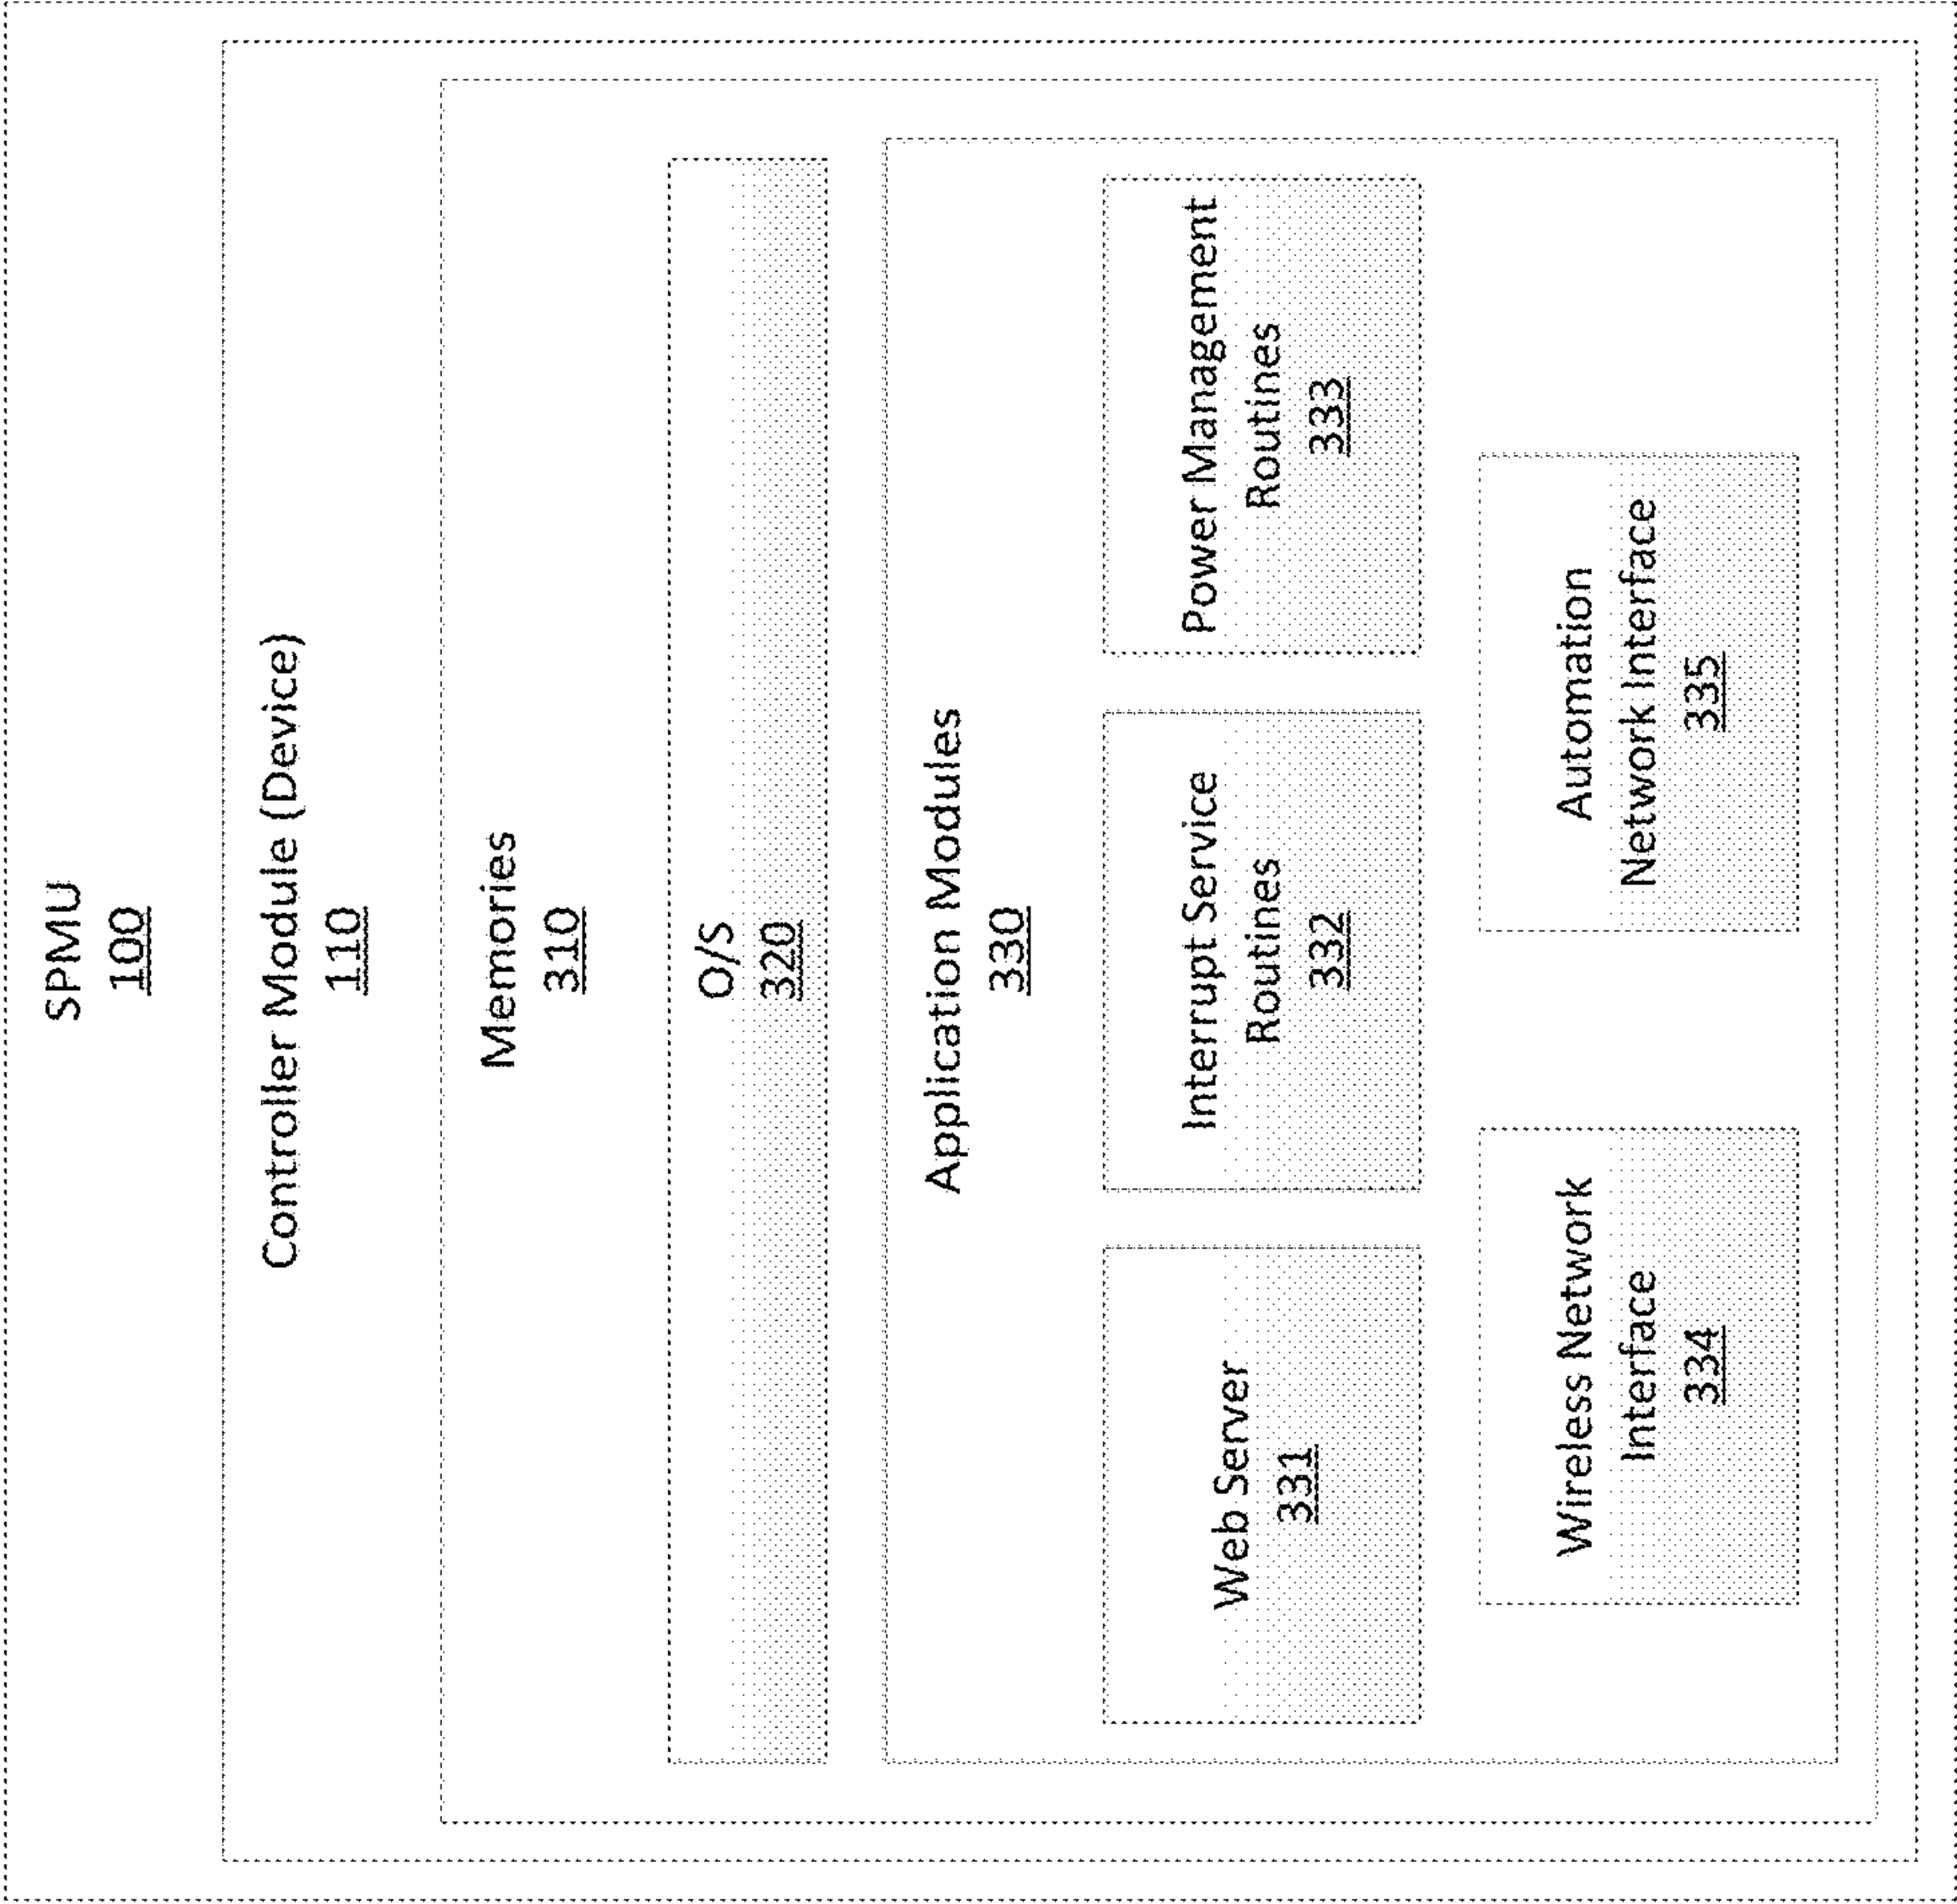 SPMU
100
Controller Module (Device)
110
Memories
310
O/S
320
Application Modules
330
Web Server
331
Interrupt Service
Routines
332
Power Management
Routines
333
Wireless Network
Interface
334
Automation
Network Interface
335